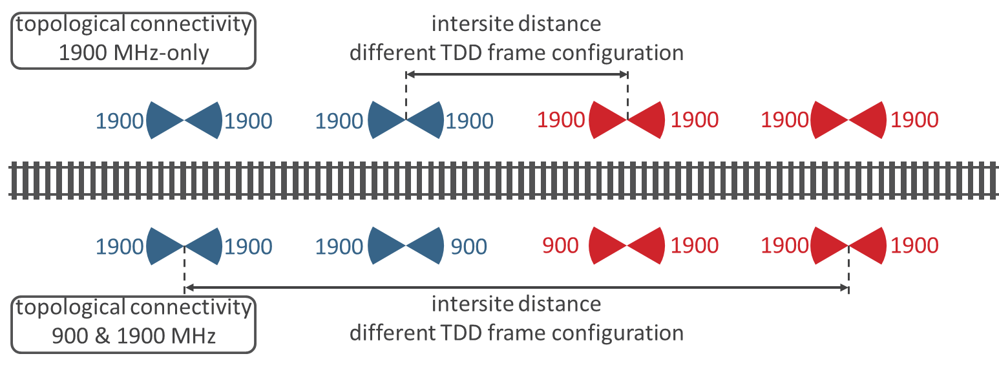 topological connectivity
1900 MHz-only
intersite distance
different TDD frame configuration
1900 1900 1900 1900 1900 1900 1900 1900
1900 1900 1900 900 900 1900 1900 1900
topological connectivity
900 & 1900 MHz
intersite distance
different TDD frame configuration